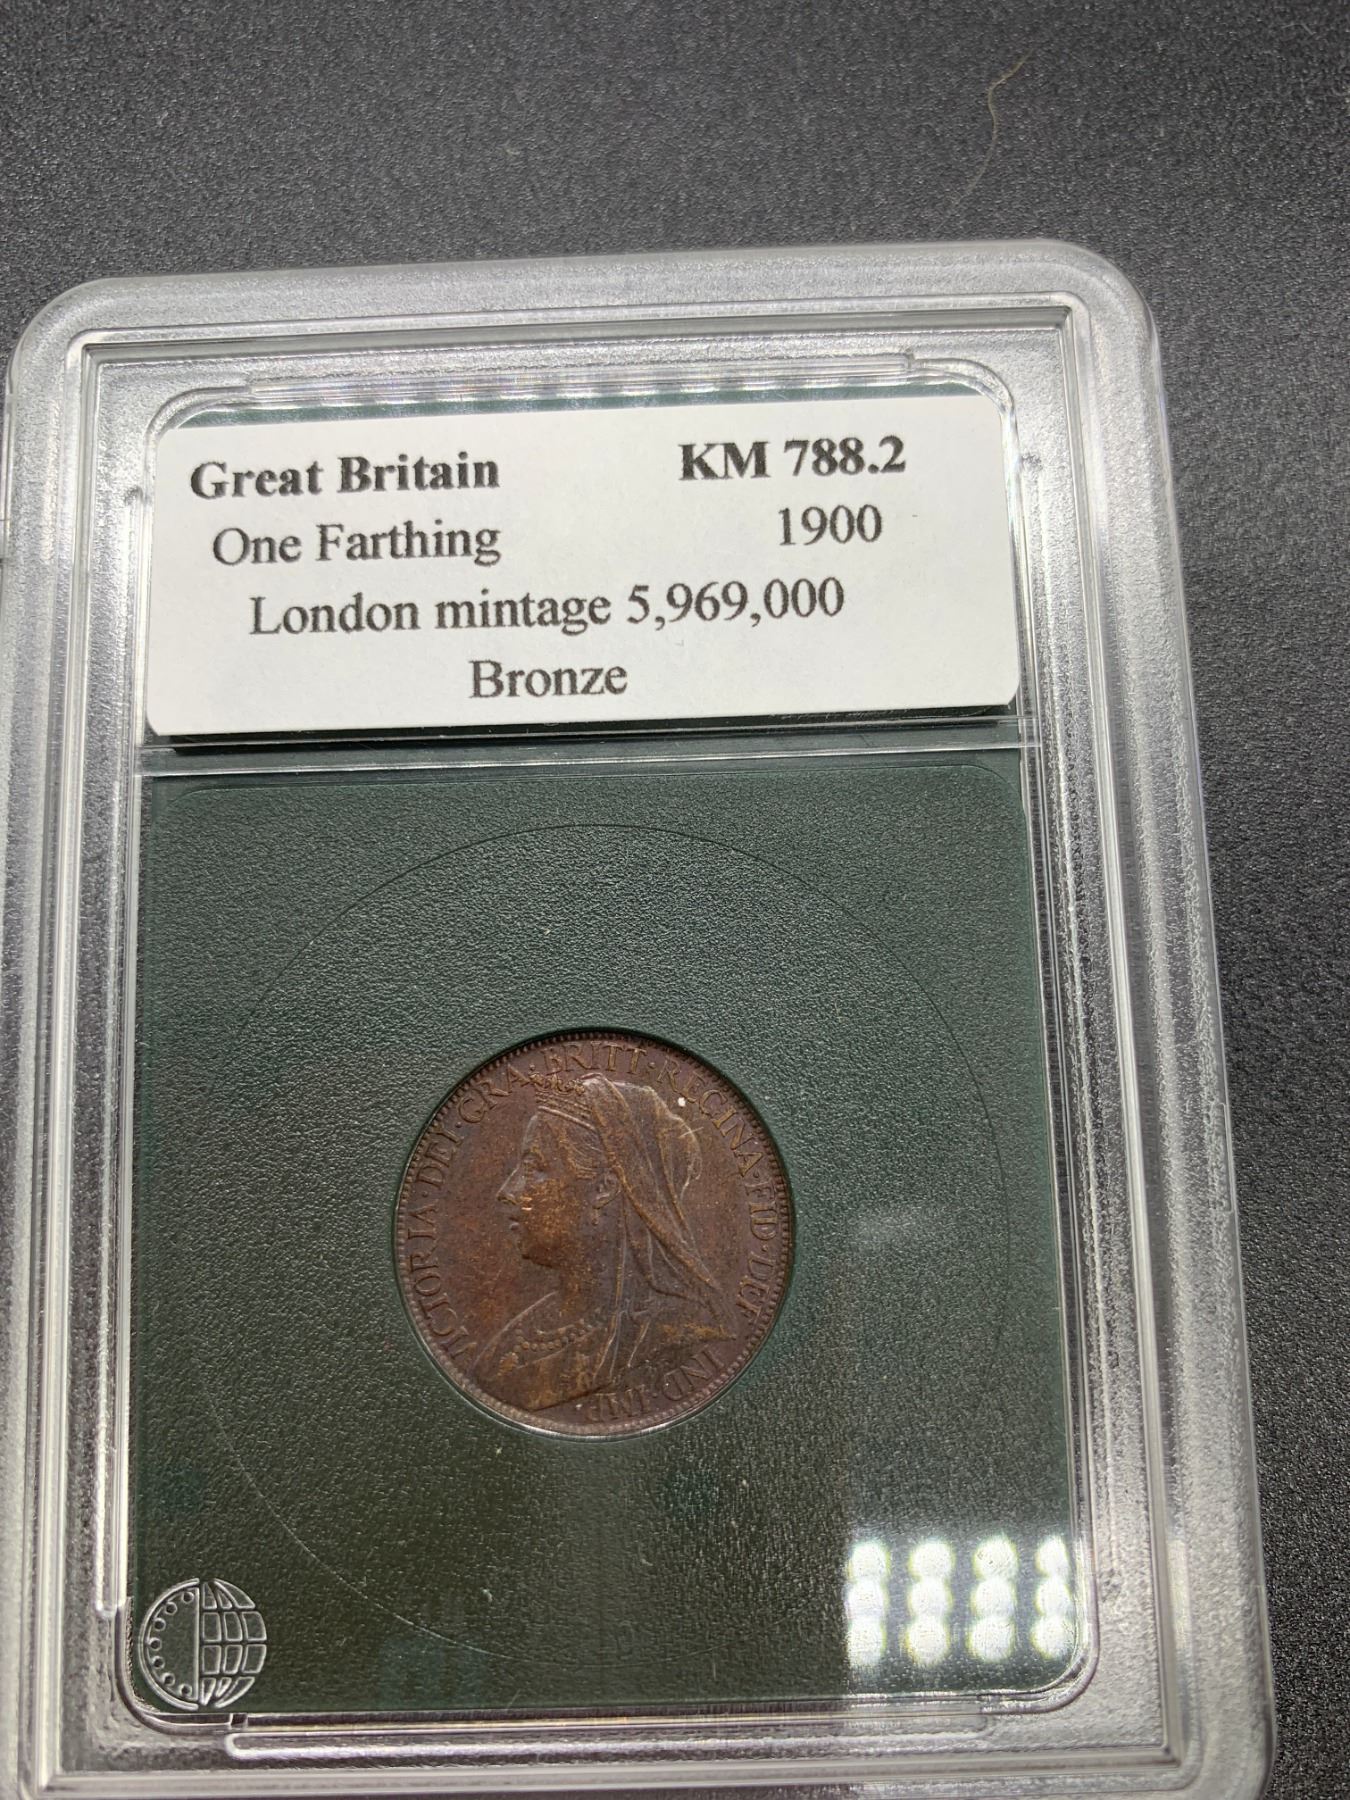 Great Britain KM 788.2
One Farthing 1900
London mintage 5,969,000
Bronze
VICTORIA·DEI·GRA·BRITT·REGINA·FID·DEF·IND·IMP·